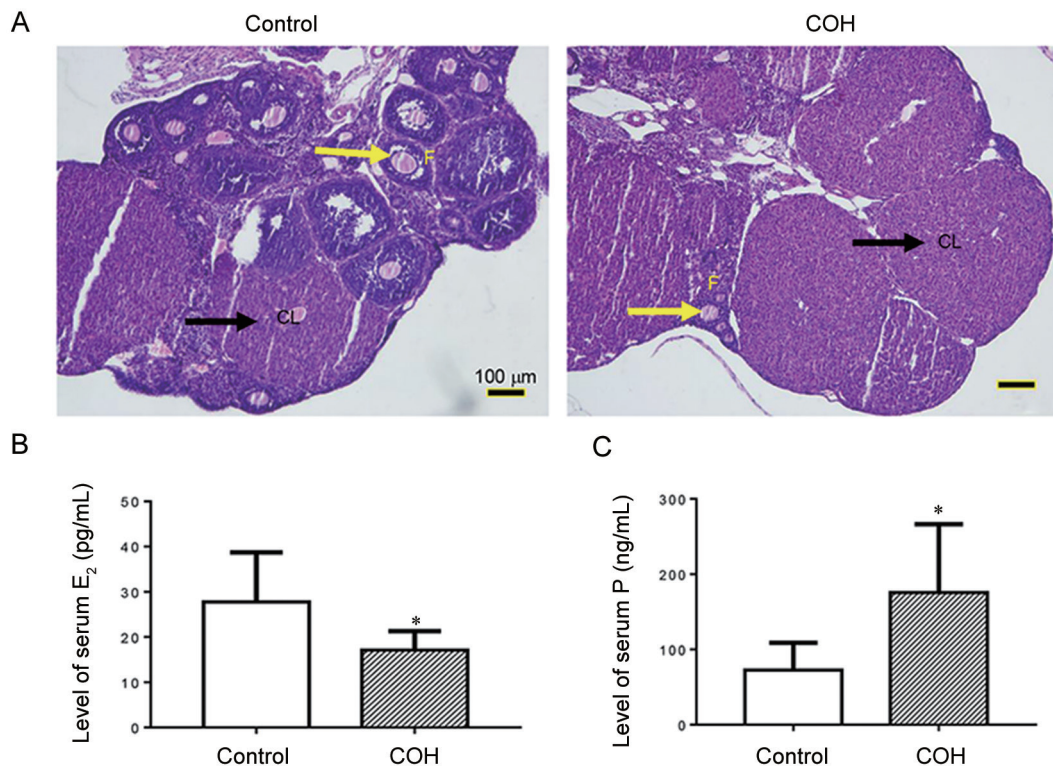 A
Control
COH
F
CL
100 μm
F
CL
B
Level of serum E₂ (pg/mL)
50
40
30
20
10
0
*
Control
COH
C
Level of serum P (ng/mL)
300
200
100
0
*
Control
COH